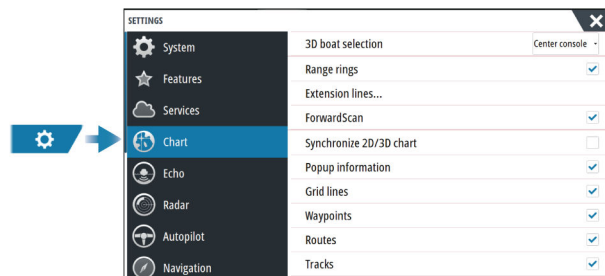 SETTINGS
System
Features
Services
Chart
Echo
Radar
Autopilot
Navigation
3D boat selection Center console
Range rings
Extension lines...
ForwardScan
Synchronize 2D/3D chart
Popup information
Grid lines
Waypoints
Routes
Tracks